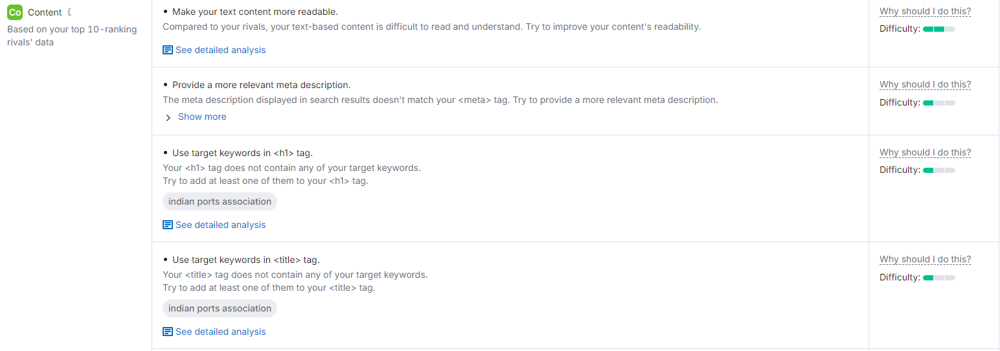 Co Content i
Based on your top 10-ranking
rivals' data
• Make your text content more readable.
Compared to your rivals, your text-based content is difficult to read and understand. Try to improve your content's readability.
See detailed analysis
Why should I do this?
Difficulty:
• Provide a more relevant meta description.
The meta description displayed in search results doesn't match your <meta> tag. Try to provide a more relevant meta description.
Show more
Why should I do this?
Difficulty:
• Use target keywords in <h1> tag.
Your <h1> tag does not contain any of your target keywords.
Try to add at least one of them to your <h1> tag.
indian ports association
See detailed analysis
Why should I do this?
Difficulty:
• Use target keywords in <title> tag.
Your <title> tag does not contain any of your target keywords.
Try to add at least one of them to your <title> tag.
indian ports association
See detailed analysis
Why should I do this?
Difficulty: